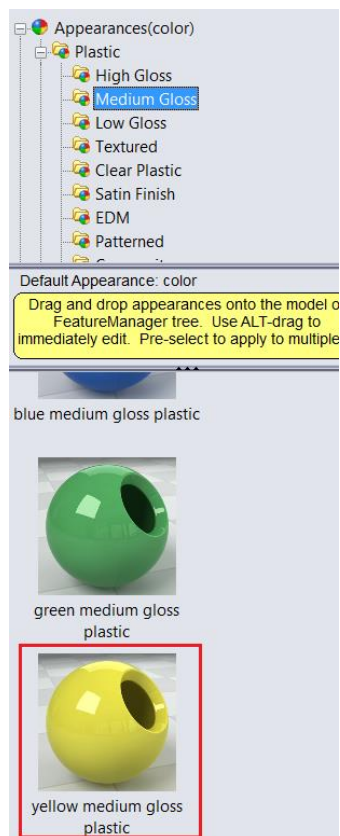 Appearances(color)
Plastic
High Gloss
Medium Gloss
Low Gloss
Textured
Clear Plastic
Satin Finish
EDM
Patterned
Default Appearance: color
Drag and drop appearances onto the model o
FeatureManager tree. Use ALT-drag to
immediately edit. Pre-select to apply to multiple
blue medium gloss plastic
green medium gloss
plastic
yellow medium gloss
plastic